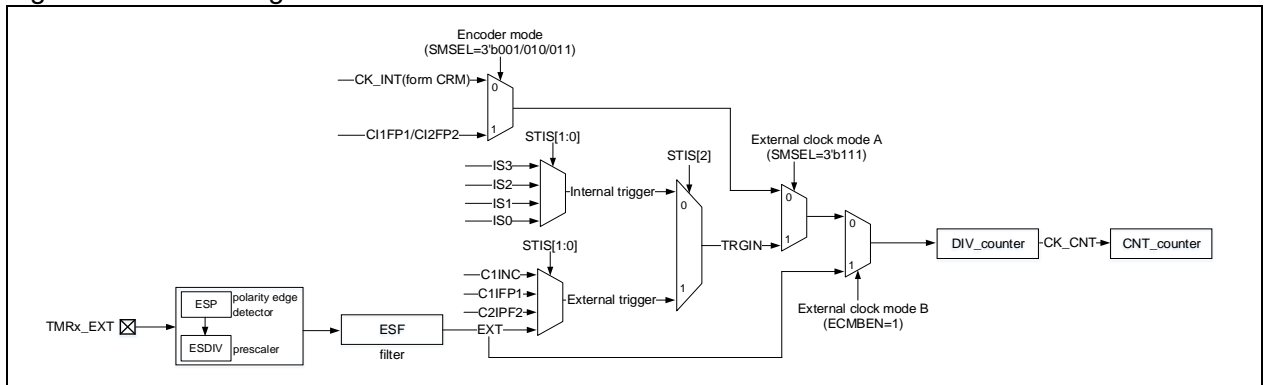 Encoder mode
(SMSEL=3'b001/010/011)
CK_INT(form CRM)
0
CI1FP1/CI2FP2
1
STIS[1:0]
IS3
IS2
IS1
IS0
Internal trigger
STIS[2]
0
1
External clock mode A
(SMSEL=3'b111)
0
1
TRGIN
STIS[1:0]
C1INC
C1IFP1
C2IPF2
EXT
External trigger
0
1
External clock mode B
(ECMBEN=1)
DIV_counter
CK_CNT
CNT_counter
TMRx_EXT
ESP
polarity edge
detector
ESDIV
prescaler
ESF
filter